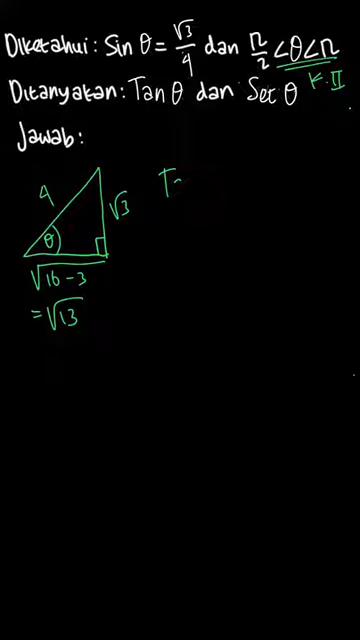 Diketahui: Sin θ = √3/4 dan π/2 < θ < π
K. II
Ditanyakan: Tan θ dan Sec θ
Jawab:
4
√3
θ
√16 - 3
= √13
T